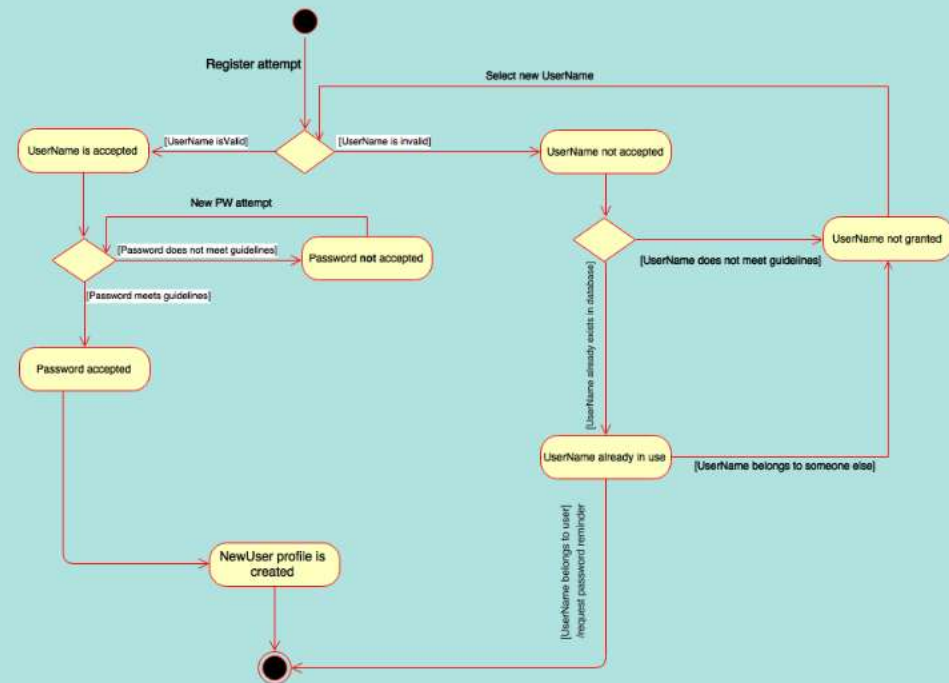 Register attempt
Select new UserName
[UserName isValid]
[UserName is invalid]
UserName is accepted
UserName not accepted
New PW attempt
[Password does not meet guidelines]
Password not accepted
UserName not granted
[UserName does not meet guidelines]
[Password meets guidelines]
[UserName already exists in database]
Password accepted
UserName already in use
[UserName belongs to someone else]
[UserName belongs to user]
/request password reminder
NewUser profile is
created